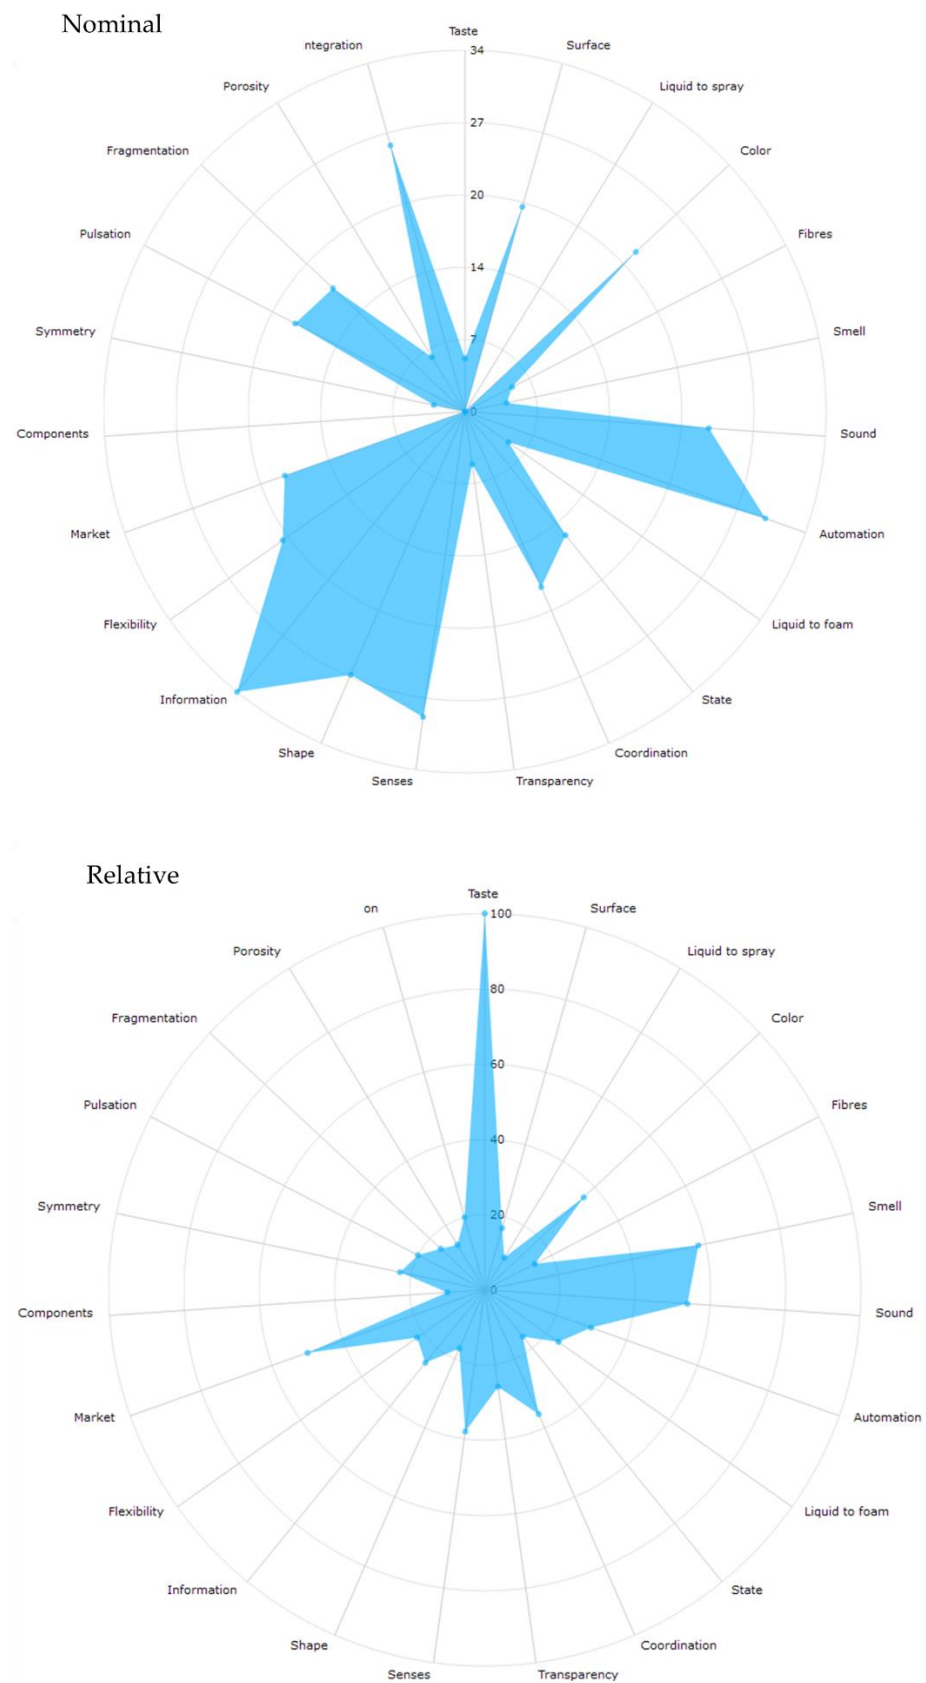 Nominal
Taste
ntegration
34
Surface
Porosity
Liquid to spray
27
Fragmentation
Color
20
Pulsation
Fibres
14
Symmetry
Smell
7
0
Components
Sound
Market
Automation
Flexibility
Liquid to foam
Information
State
Shape
Coordination
Senses
Transparency
Relative
Taste
on
100
Surface
Porosity
Liquid to spray
80
Fragmentation
Color
60
Pulsation
Fibres
40
Symmetry
Smell
20
0
Components
Sound
Market
Automation
Flexibility
Liquid to foam
Information
State
Shape
Coordination
Senses
Transparency